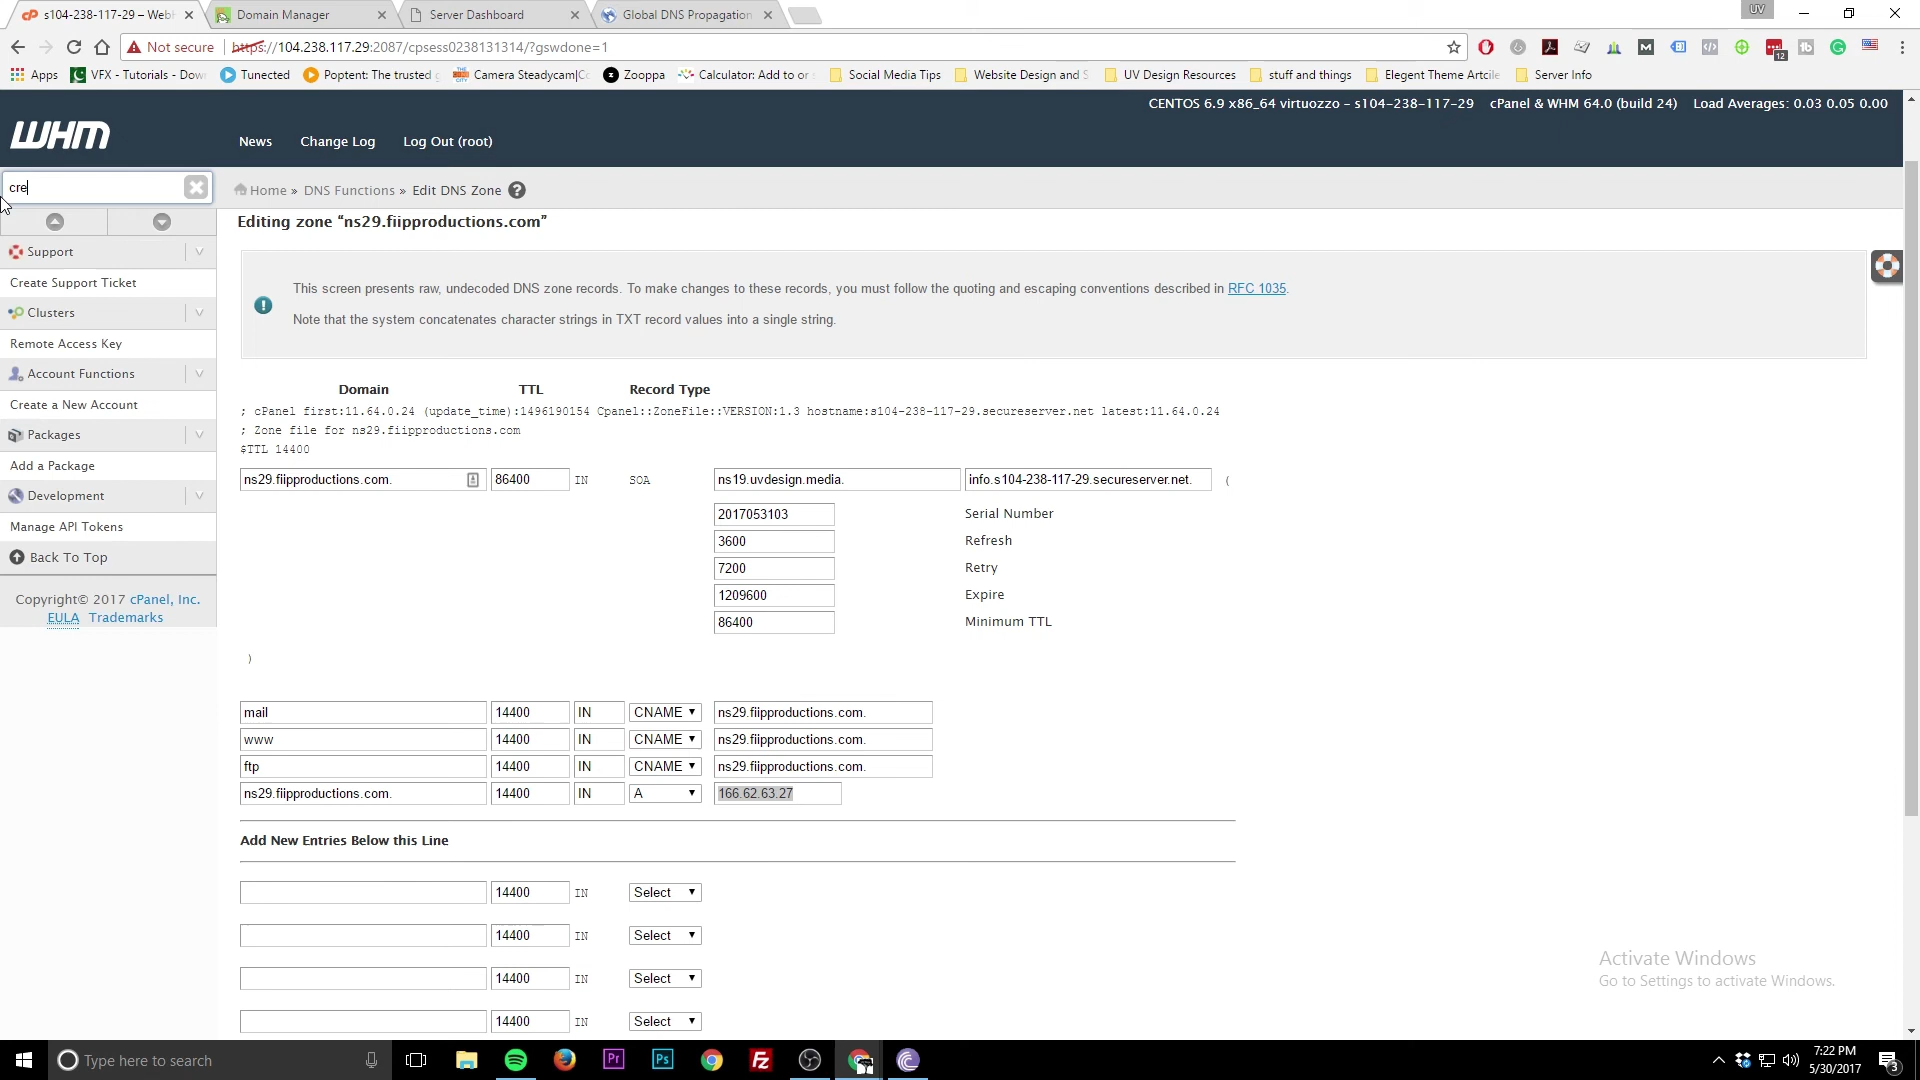 s104-238-117-29 – WebH
Domain Manager
Server Dashboard
Global DNS Propagation
UV
Not secure
https://104.238.117.29:2087/cpsess0238131314/?gswdone=1
12
Apps
VFX - Tutorials - Dow
Tunected
Poptent: The trusted
Camera Steadycam|Cc
Zooppa
Calculator: Add to or s
Social Media Tips
Website Design and S
UV Design Resources
stuff and things
Elegent Theme Artcile
Server Info
CENTOS 6.9 x86_64 virtuozzo – s104-238-117-29
cPanel & WHM 64.0 (build 24)
Load Averages: 0.03 0.05 0.00
WHM
News
Change Log
Log Out (root)
cre
Home » DNS Functions » Edit DNS Zone
Support
Create Support Ticket
Clusters
Remote Access Key
Account Functions
Create a New Account
Packages
Add a Package
Development
Manage API Tokens
Back To Top
Copyright© 2017 cPanel, Inc.
EULA Trademarks
Editing zone “ns29.fiipproductions.com”
This screen presents raw, undecoded DNS zone records. To make changes to these records, you must follow the quoting and escaping conventions described in RFC 1035.
Note that the system concatenates character strings in TXT record values into a single string.
Domain TTL Record Type
; cPanel first:11.64.0.24 (update_time):1496190154 Cpanel::ZoneFile::VERSION:1.3 hostname:s104-238-117-29.secureserver.net latest:11.64.0.24
; Zone file for ns29.fiipproductions.com
$TTL 14400
ns29.fiipproductions.com. 86400 IN SOA ns19.uvdesign.media. info.s104-238-117-29.secureserver.net. (
2017053103 Serial Number
3600 Refresh
7200 Retry
1209600 Expire
86400 Minimum TTL
)
mail 14400 IN CNAME ns29.fiipproductions.com.
www 14400 IN CNAME ns29.fiipproductions.com.
ftp 14400 IN CNAME ns29.fiipproductions.com.
ns29.fiipproductions.com. 14400 IN A 166.62.63.27
Add New Entries Below this Line
14400 IN Select
14400 IN Select
14400 IN Select
14400 IN Select
Activate Windows
Go to Settings to activate Windows.
Type here to search
7:22 PM
5/30/2017
3